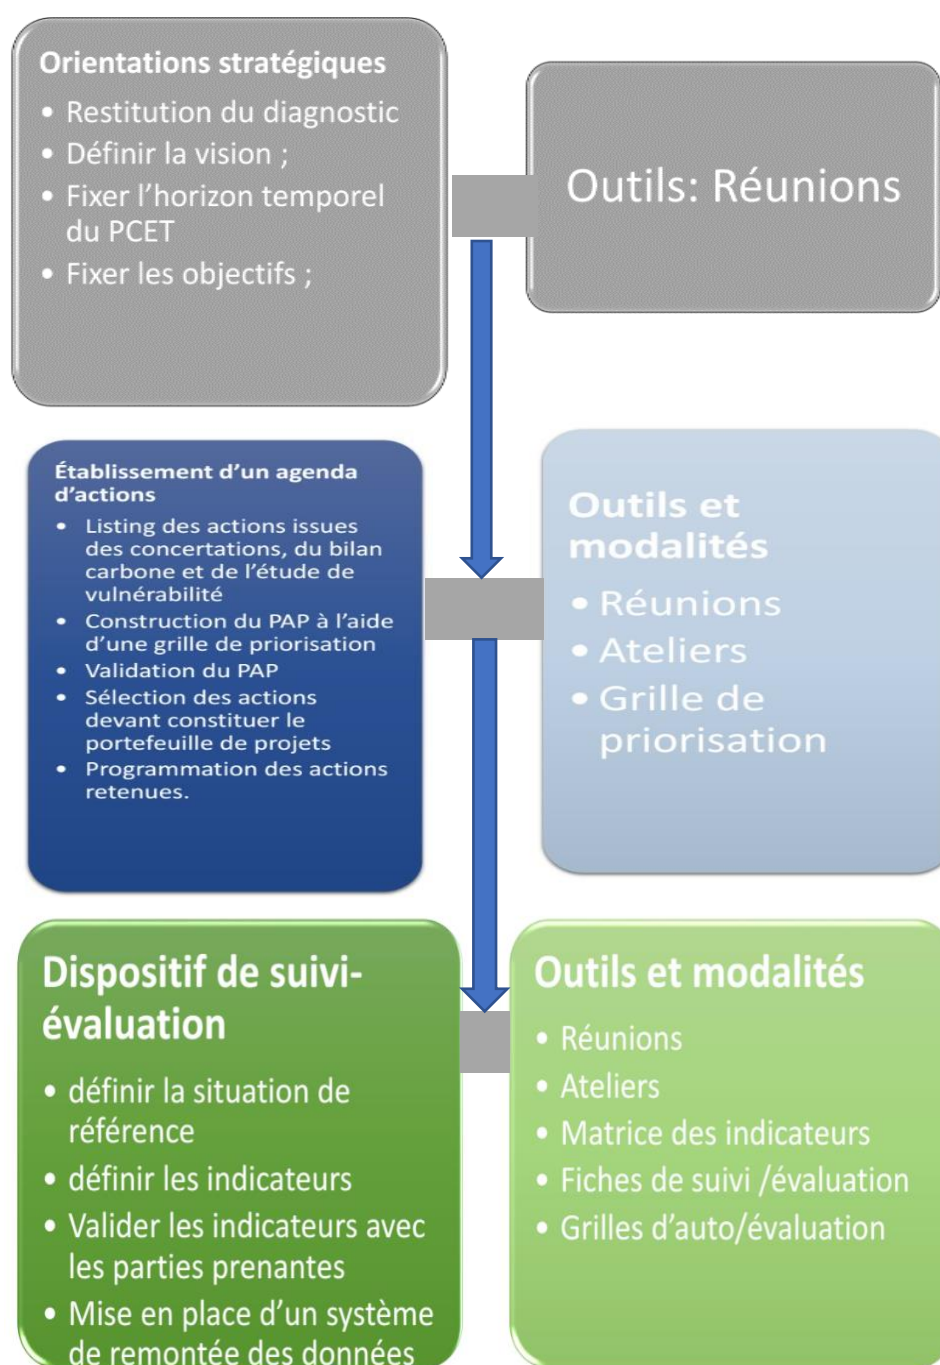 Orientations stratégiques
• Restitution du diagnostic
• Définir la vision ;
• Fixer l'horizon temporel
du PCET
• Fixer les objectifs ;
Outils: Réunions
Établissement d'un agenda
d'actions
• Listing des actions issues
des concertations, du bilan
carbone et de l'étude de
vulnérabilité
• Construction du PAP à l'aide
d'une grille de priorisation
• Validation du PAP
• Sélection des actions
devant constituer le
portefeuille de projets
• Programmation des actions
retenues.
Outils et
modalités
• Réunions
• Ateliers
• Grille de
priorisation
Dispositif de suivi-
évaluation
• définir la situation de
référence
• définir les indicateurs
• Valider les indicateurs avec
les parties prenantes
• Mise en place d'un système
de remontée des données
Outils et modalités
• Réunions
• Ateliers
• Matrice des indicateurs
• Fiches de suivi /évaluation
• Grilles d'auto/évaluation